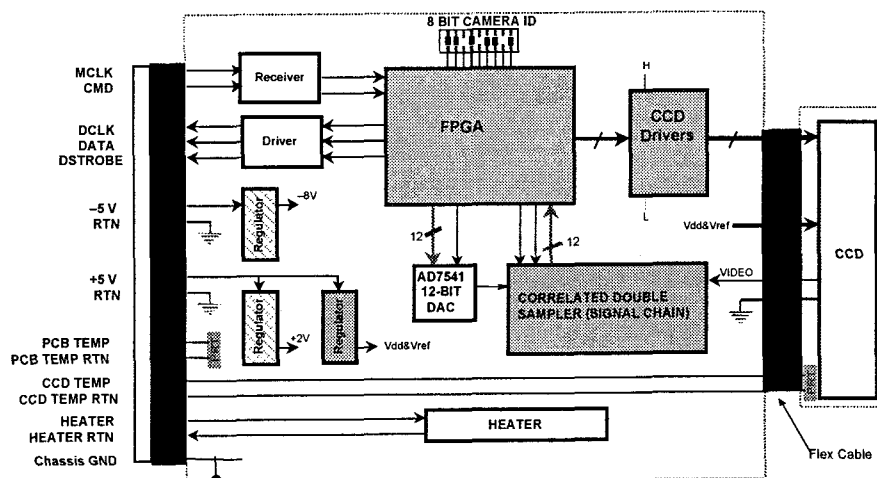 8 BIT CAMERA ID
MCLK
CMD
Receiver
FPGA
H
CCD
Drivers
L
DCLK
DATA
DSTROBE
Driver
–5 V
RTN
Regulator
–8V
12
12
Vdd&Vref
CCD
+5 V
RTN
AD7541
12-BIT
DAC
CORRELATED DOUBLE
SAMPLER (SIGNAL CHAIN)
VIDEO
Regulator
+2V
Regulator
Vdd&Vref
PCB TEMP
PCB TEMP RTN
PRT
CCD TEMP
CCD TEMP RTN
PRT
HEATER
HEATER RTN
HEATER
Chassis GND
Flex Cable